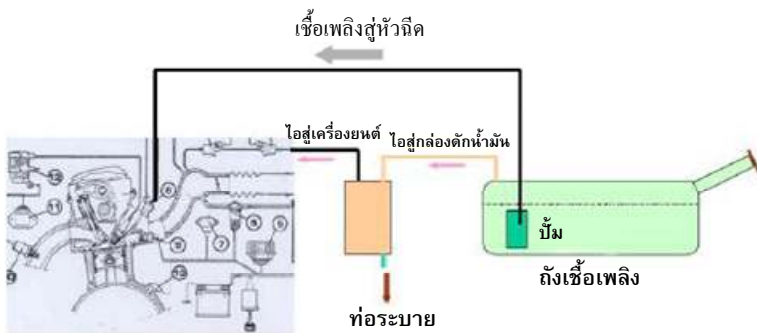 เชื้อเพลิงสู่หัวฉีด
ไอสู่เครื่องยนต์
ไอสู่กล่องดักน้ำมัน
ปั๊ม
ถังเชื้อเพลิง
ท่อระบาย
11
7